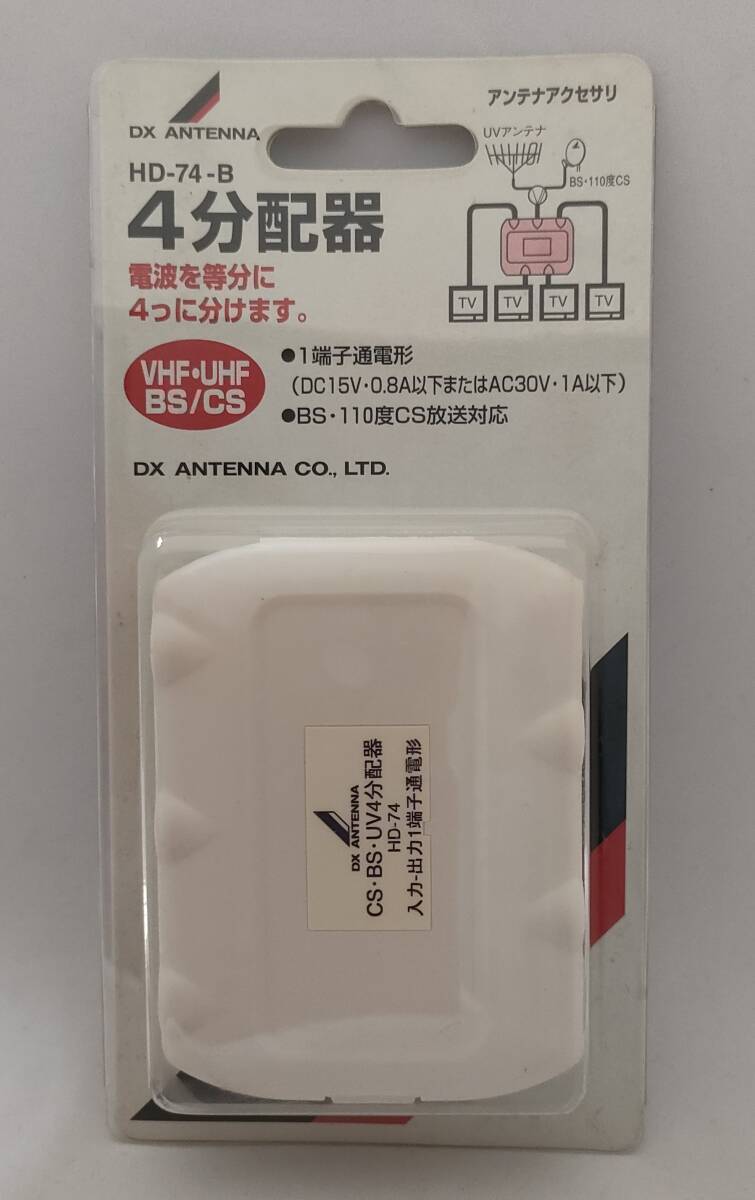 DX ANTENNA
アンテナアクセサリ
HD-74-B
4分配器
電波を等分に
4つに分けます。
UVアンテナ
BS・110度CS
TV TV TV TV
VHF・UHF
BS/CS
●1端子通電形
（DC15V・0.8A以下またはAC30V・1A以下）
●BS・110度CS放送対応
DX ANTENNA CO., LTD.
DX ANTENNA
CS・BS・UV4分配器
HD-74
入力-出力1端子通電形